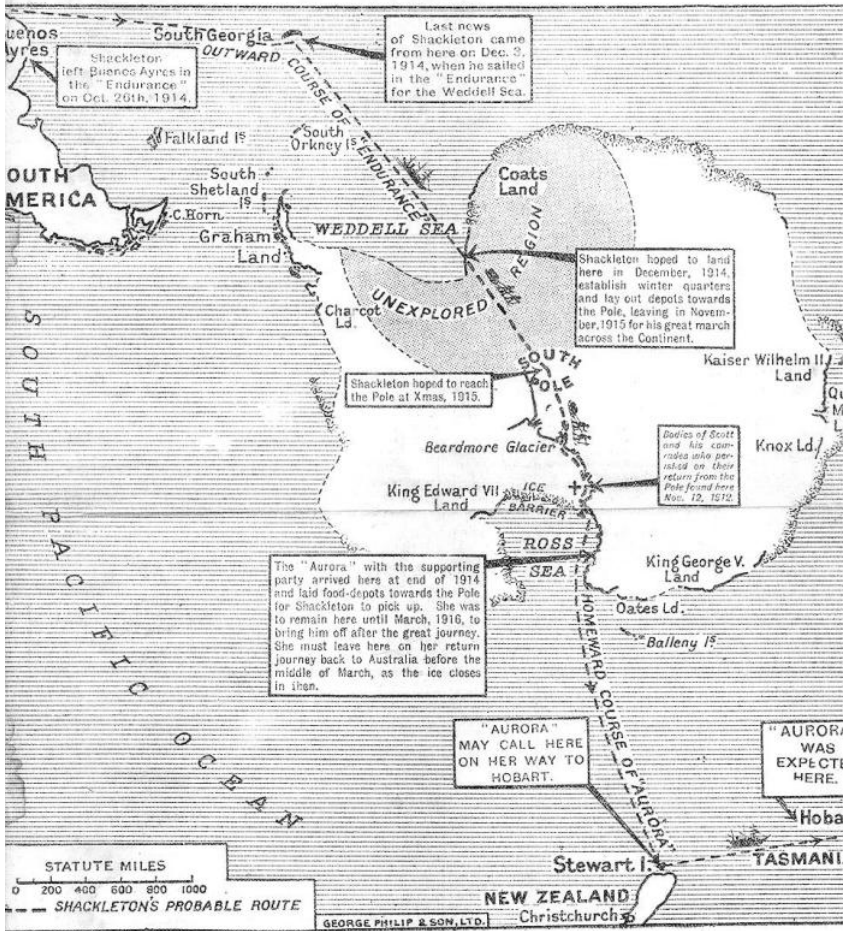 uenos
yres
Shackleton
left Buenos Ayres in
the "Endurance"
on Oct. 26th, 1914.
South Georgia
OUTWARD COURSE OF "ENDURANCE"
Last news
of Shackleton came
from here on Dec. 3,
1914, when he sailed
in the "Endurance"
for the Weddell Sea.
Falkland Is
South
Orkney Is
OUTH
MERICA
South
Shetland
Is
C. Horn
Graham
Land
WEDDELL SEA
Coats
Land
UNEXPLORED REGION
Charcot
Ld.
Shackleton hoped to land
here in December, 1914,
establish winter quarters
and lay out depots towards
the Pole, leaving in Novem-
ber, 1915 for his great march
across the Continent.
SOUTH
POLE
Shackleton hoped to reach
the Pole at Xmas, 1915.
Kaiser Wilhelm II
Land
Qu
M
L
Knox Ld.
Beardmore Glacier
Bodies of Scott
and his com-
rades who per-
ished on their
return from the
Pole found here
Nov. 12, 1912.
King Edward VII
Land
ICE
BARRIER
ROSS
SEA
The "Aurora" with the supporting
party arrived here at end of 1914
and laid food-depots towards the Pole
for Shackleton to pick up. She was
to remain here until March, 1916, to
bring him off after the great journey.
She must leave here on her return
journey back to Australia before the
middle of March, as the ice closes
in then.
King George V.
Land
Oates Ld.
Balleny Is
SOUTH PACIFIC OCEAN
HOMEWARD COURSE OF "AURORA"
"AURORA"
MAY CALL HERE
ON HER WAY TO
HOBART.
"AURORA
WAS
EXPECTE
HERE.
Hoba
TASMANI
Stewart I.
NEW ZEALAND
Christchurch
STATUTE MILES
0 200 400 600 800 1000
SHACKLETON'S PROBABLE ROUTE
GEORGE PHILIP & SON, LTD.